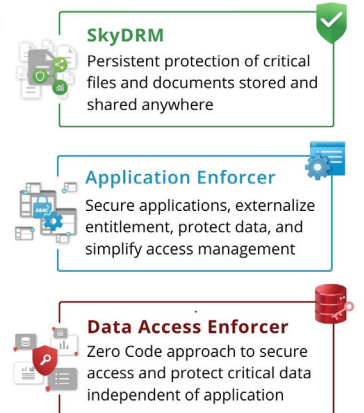 SkyDRM
Persistent protection of critical
files and documents stored and
shared anywhere
Application Enforcer
ABAC
Secure applications, externalize
entitlement, protect data, and
simplify access management
Data Access Enforcer
Zero Code approach to secure
access and protect critical data
independent of application